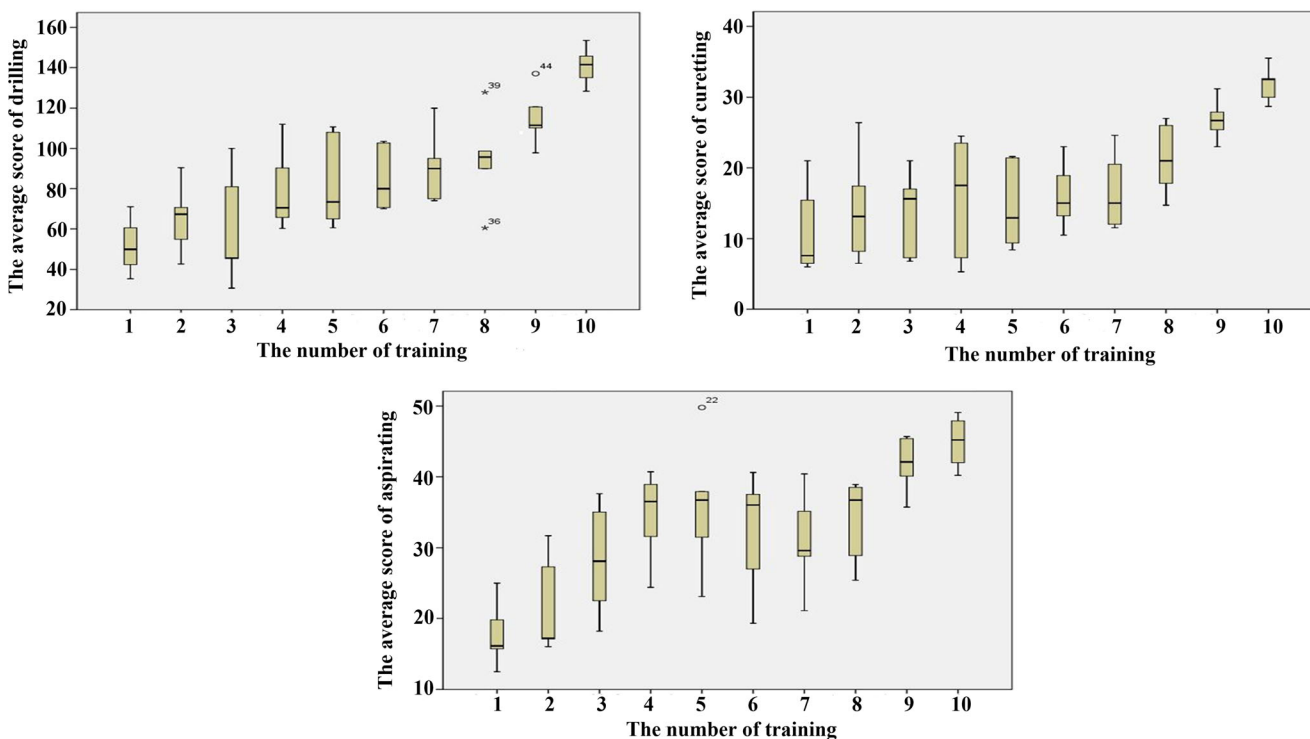 The average score of drilling
160
140
120
100
80
60
40
20
39
36
44
1 2 3 4 5 6 7 8 9 10
The number of training
The average score of curetting
40
30
20
10
0
1 2 3 4 5 6 7 8 9 10
The number of training
The average score of aspirating
50
40
30
20
10
22
1 2 3 4 5 6 7 8 9 10
The number of training